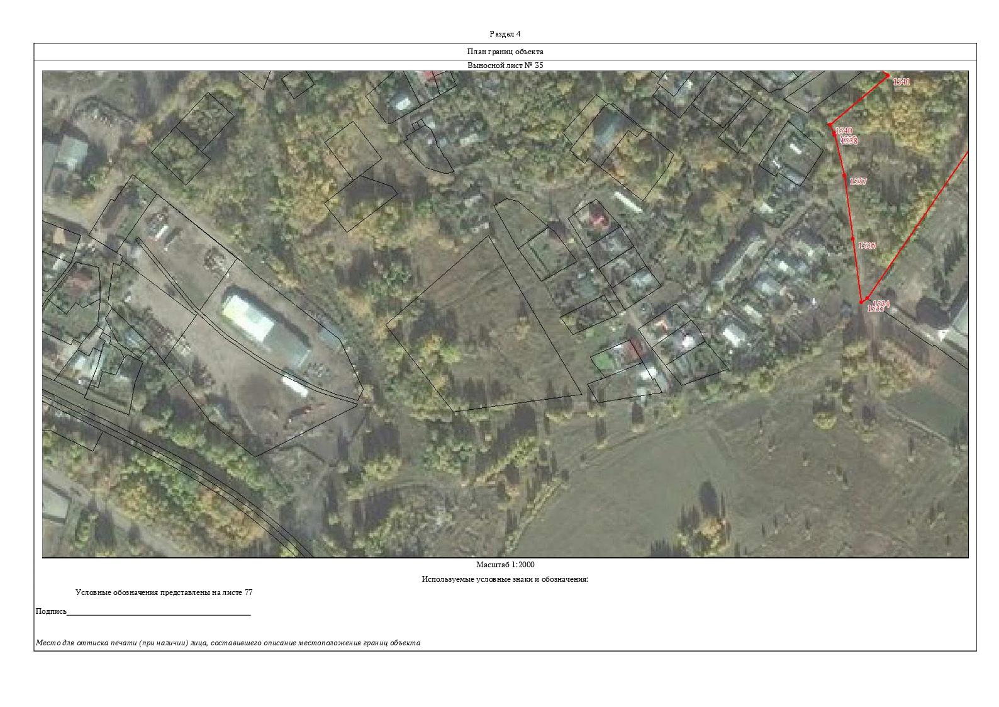 Раздел 4
План границ объекта
Выносной лист № 35
1541
1540
1538
1537
1536
1534
Масштаб 1:2000
Используемые условные знаки и обозначения:
Условные обозначения представлены на листе 77
Подпись
Место для оттиска печати (при наличии) лица, составившего описание местоположения границ объекта